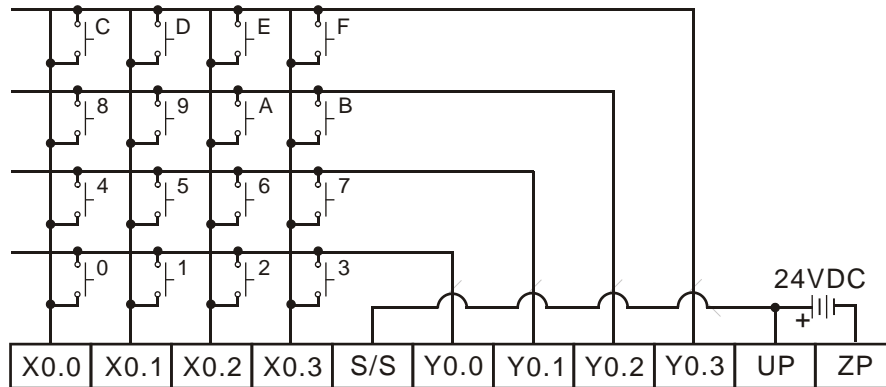 C D E F
8 9 A B
4 5 6 7
0 1 2 3
24VDC
+
X0.0 X0.1 X0.2 X0.3 S/S Y0.0 Y0.1 Y0.2 Y0.3 UP ZP